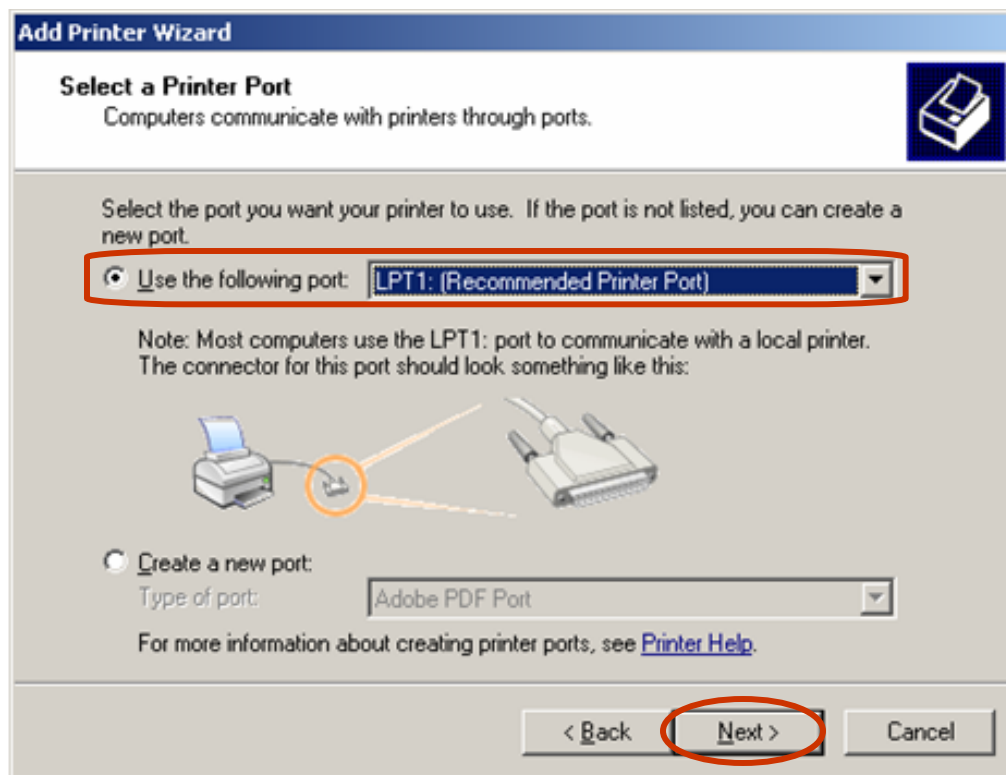 Add Printer Wizard
Select a Printer Port
Computers communicate with printers through ports.
Select the port you want your printer to use.  If the port is not listed, you can create a
new port.
Use the following port: LPT1: (Recommended Printer Port)
Note: Most computers use the LPT1: port to communicate with a local printer.
The connector for this port should look something like this:
Create a new port:
Type of port: Adobe PDF Port
For more information about creating printer ports, see Printer Help.
< Back Next > Cancel